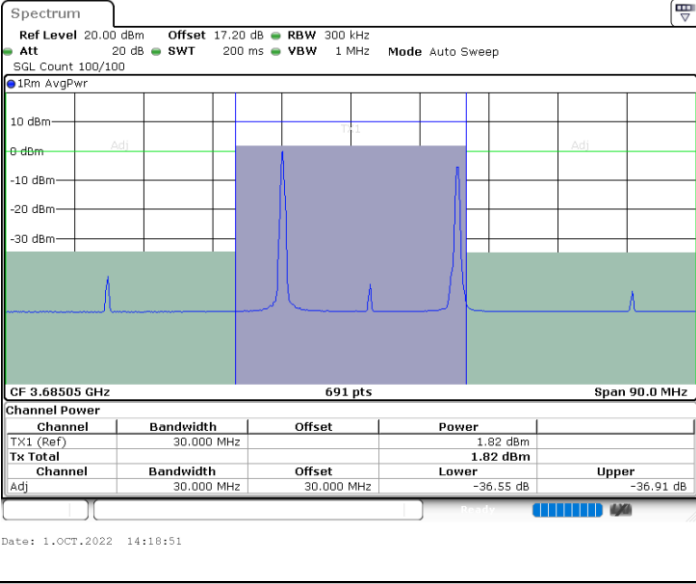 Spectrum
Ref Level 20.00 dBm Offset 17.20 dB RBW 300 kHz
Att 20 dB SWT 200 ms VBW 1 MHz Mode Auto Sweep
SGL Count 100/100
1Rm AvgPwr
10 dBm
Adj
Adj
0 dBm
-10 dBm
-20 dBm
-30 dBm
CF 3.68505 GHz 691 pts Span 90.0 MHz
Channel Power
Channel Bandwidth Offset Power
TX1 (Ref) 30.000 MHz 1.82 dBm
Tx Total 1.82 dBm
Channel Bandwidth Offset Lower Upper
Adj 30.000 MHz 30.000 MHz -36.55 dB -36.91 dB
Ready
Date: 1.OCT.2022 14:18:51